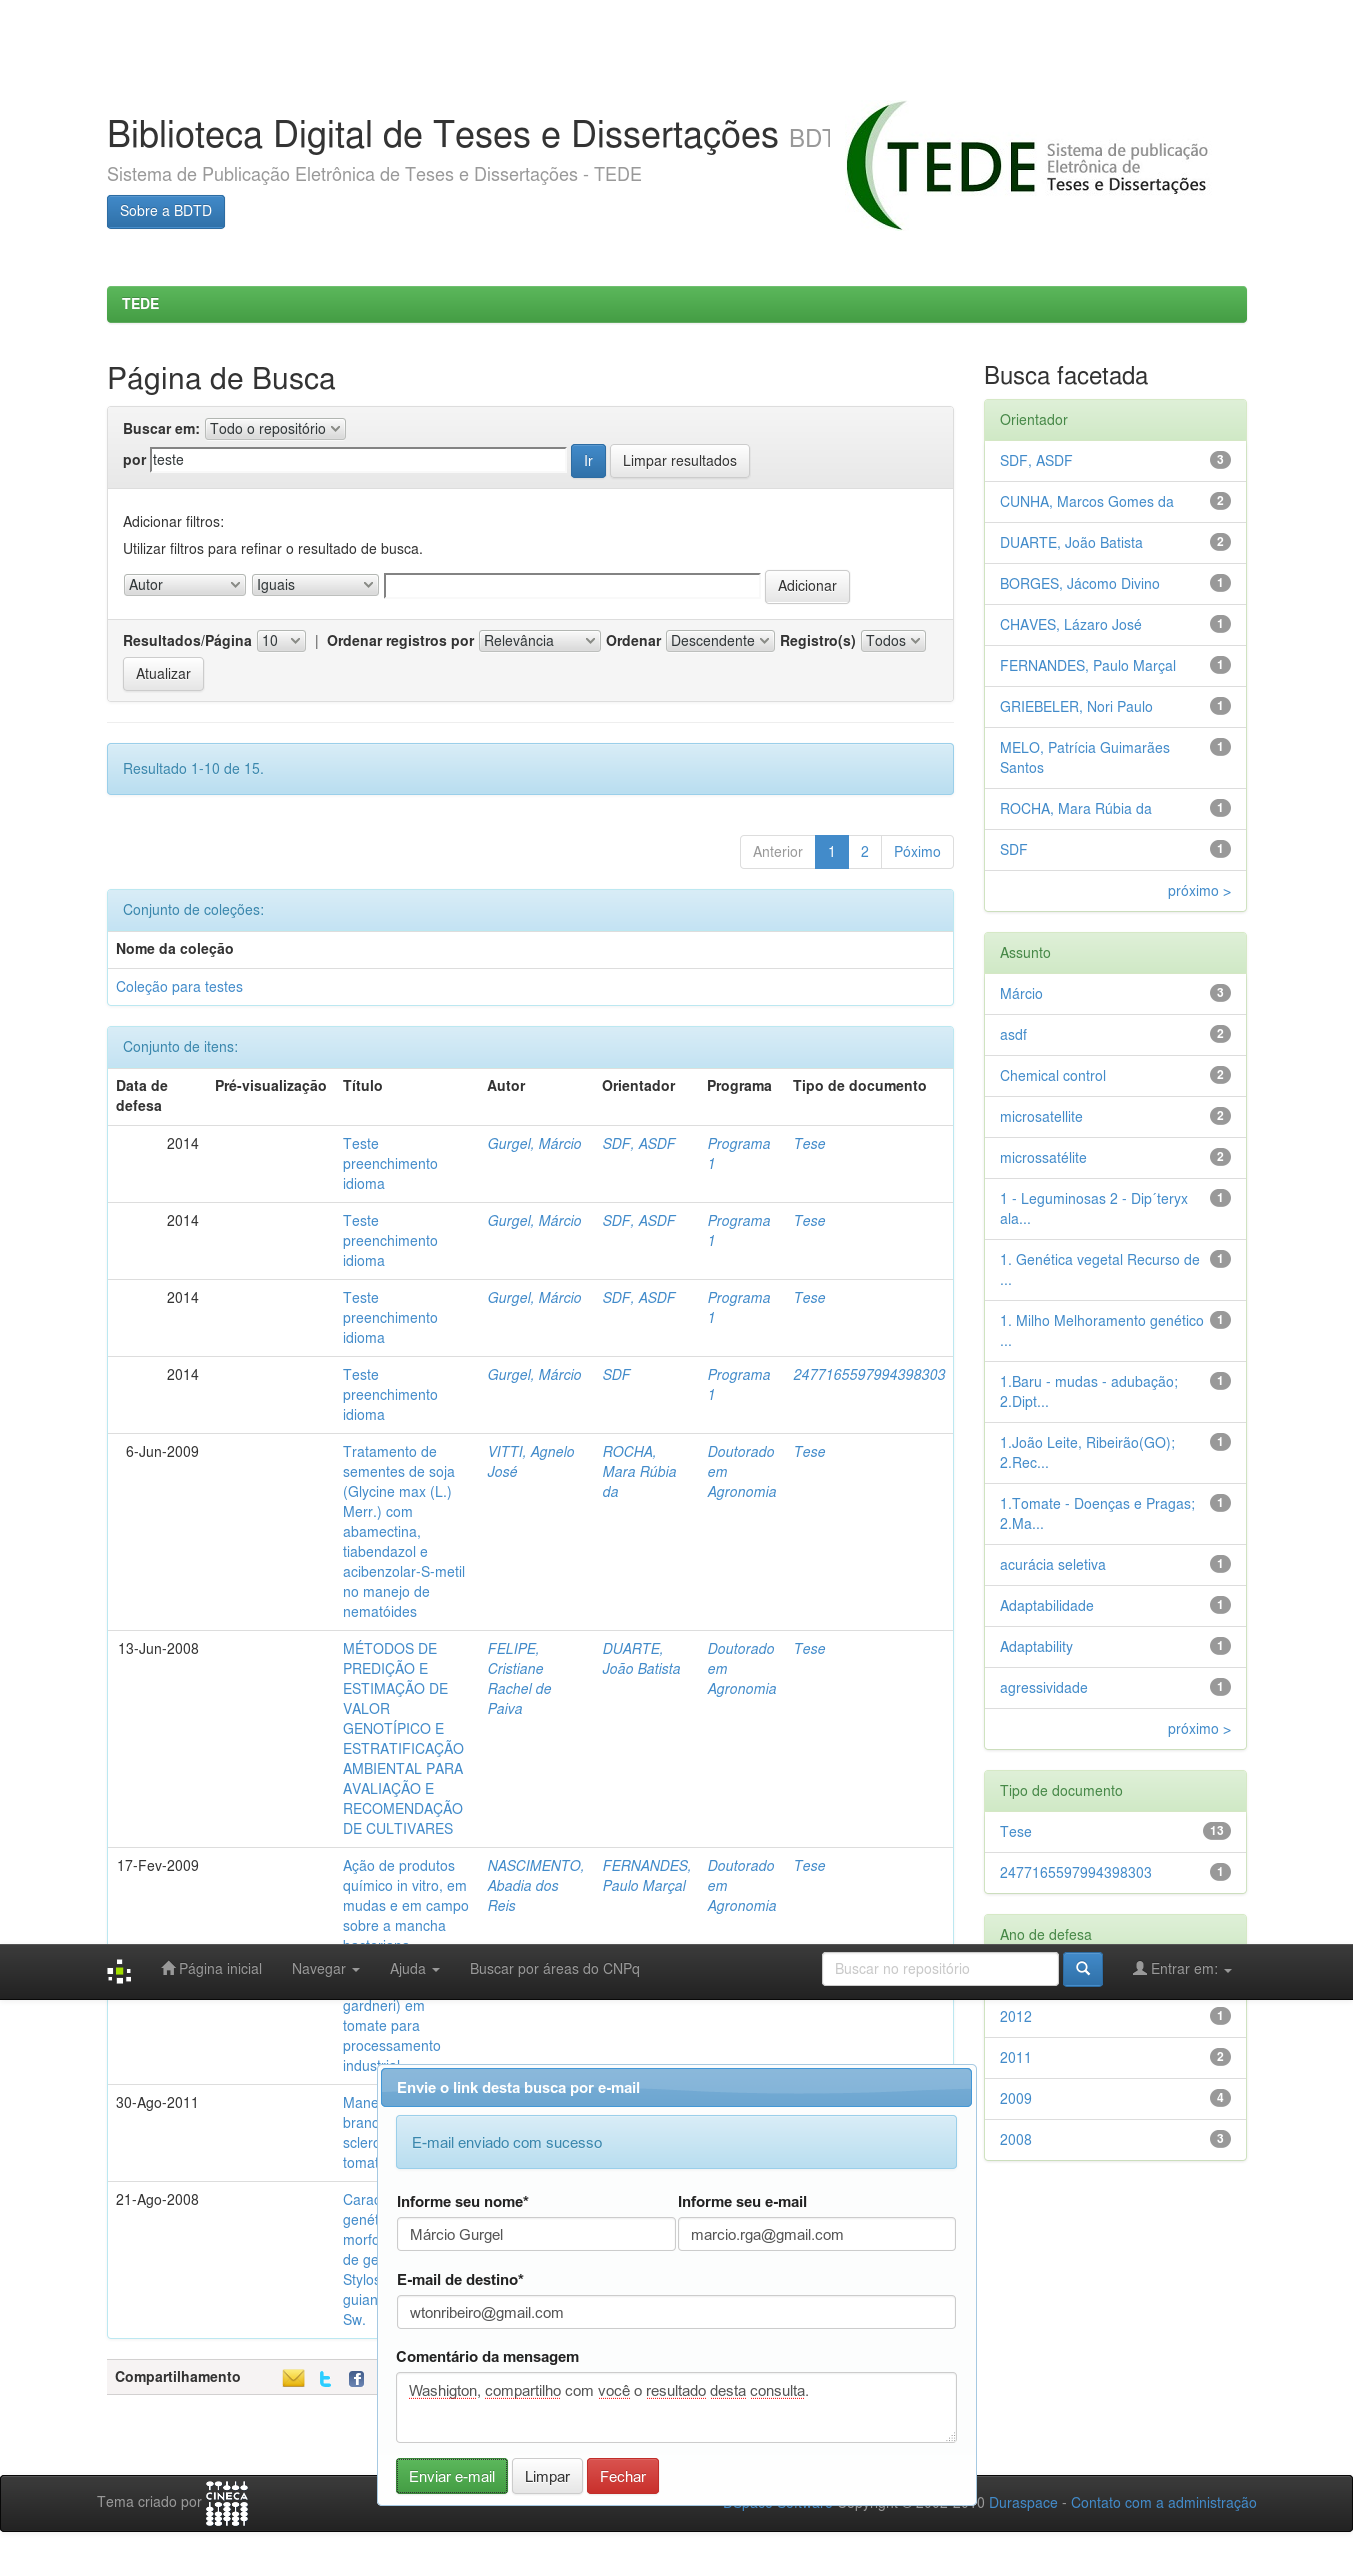 Biblioteca Digital de Teses e Dissertações BDT
Sistema de Publicação Eletrônica de Teses e Dissertações - TEDE
Sobre a BDTD
TEDE
Sistema de publicação
Eletrônica de
Teses e Dissertações
TEDE
Página de Busca
Buscar em: Todo o repositório
por teste Ir Limpar resultados
Adicionar filtros:
Utilizar filtros para refinar o resultado de busca.
Autor Iguais Adicionar
Resultados/Página 10 | Ordenar registros por Relevância Ordenar Descendente Registro(s) Todos
Atualizar
Resultado 1-10 de 15.
Anterior 1 2 Póximo
Conjunto de coleções:
Nome da coleção
Coleção para testes
Conjunto de itens:
Data de defesa Pré-visualização Título Autor Orientador Programa Tipo de documento
2014 Teste preenchimento idioma Gurgel, Márcio SDF, ASDF Programa 1 Tese
2014 Teste preenchimento idioma Gurgel, Márcio SDF, ASDF Programa 1 Tese
2014 Teste preenchimento idioma Gurgel, Márcio SDF, ASDF Programa 1 Tese
2014 Teste preenchimento idioma Gurgel, Márcio SDF Programa 1 2477165597994398303
6-Jun-2009 Tratamento de sementes de soja (Glycine max (L.) Merr.) com abamectina, tiabendazol e acibenzolar-S-metil no manejo de nematóides VITTI, Agnelo José ROCHA, Mara Rúbia da Doutorado em Agronomia Tese
13-Jun-2008 MÉTODOS DE PREDIÇÃO E ESTIMAÇÃO DE VALOR GENOTÍPICO E ESTRATIFICAÇÃO AMBIENTAL PARA AVALIAÇÃO E RECOMENDAÇÃO DE CULTIVARES FELIPE, Cristiane Rachel de Paiva DUARTE, João Batista Doutorado em Agronomia Tese
17-Fev-2009 Ação de produtos químico in vitro, em mudas e em campo sobre a mancha NASCIMENTO, Abadia dos Reis FERNANDES, Paulo Marçal Doutorado em Agronomia Tese
gardneri) em
tomate para
processamento
industrial
30-Ago-2011 Mane
branc
sclero
tomat
21-Ago-2008 Carac
genét
morfo
de ge
Stylos
guian
Sw.
Compartilhamento
Busca facetada
Orientador
SDF, ASDF 3
CUNHA, Marcos Gomes da 2
DUARTE, João Batista 2
BORGES, Jácomo Divino 1
CHAVES, Lázaro José 1
FERNANDES, Paulo Marçal 1
GRIEBELER, Nori Paulo 1
MELO, Patrícia Guimarães Santos 1
ROCHA, Mara Rúbia da 1
SDF 1
próximo >
Assunto
Márcio 3
asdf 2
Chemical control 2
microsatellite 2
microssatélite 2
1 - Leguminosas 2 - Dip´teryx ala... 1
1. Genética vegetal Recurso de ... 1
1. Milho Melhoramento genético ... 1
1.Baru - mudas - adubação; 2.Dipt... 1
1.João Leite, Ribeirão(GO); 2.Rec... 1
1.Tomate - Doenças e Pragas; 2.Ma... 1
acurácia seletiva 1
Adaptabilidade 1
Adaptability 1
agressividade 1
próximo >
Tipo de documento
Tese 13
2477165597994398303 1
Ano de defesa
2012 1
2011 2
2009 4
2008 3
Página inicial Navegar Ajuda Buscar por áreas do CNPq Buscar no repositório Entrar em:
Envie o link desta busca por e-mail
E-mail enviado com sucesso
Informe seu nome* Informe seu e-mail
Márcio Gurgel marcio.rga@gmail.com
E-mail de destino*
wtonribeiro@gmail.com
Comentário da mensagem
Washigton, compartilho com você o resultado desta consulta.
Enviar e-mail Limpar Fechar
Tema criado por CINECA
Duraspace - Contato com a administração